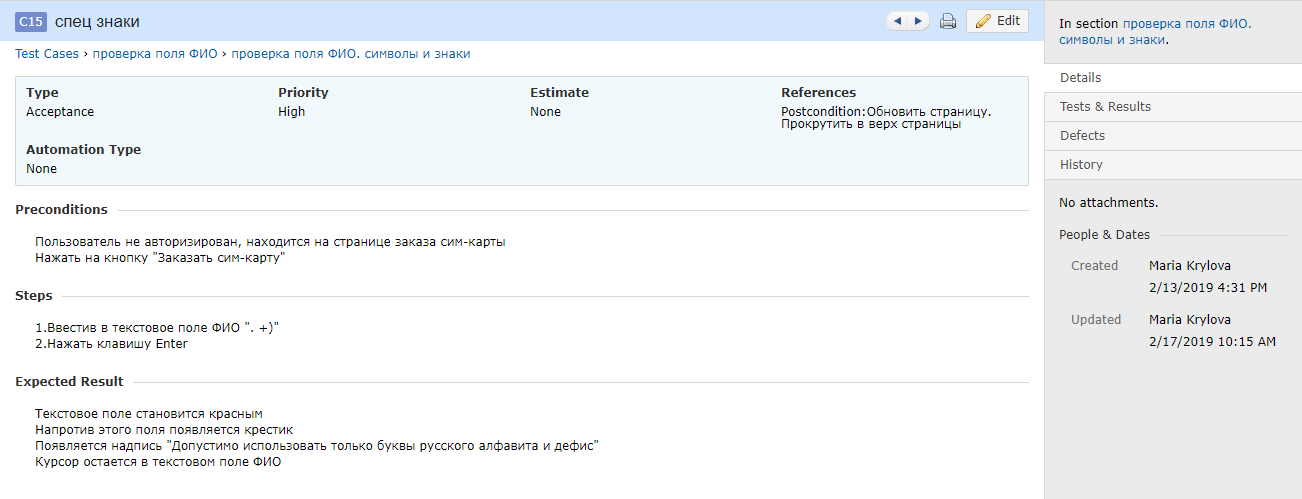 C15 спец знаки
Edit
Test Cases › проверка поля ФИО › проверка поля ФИО. символы и знаки
Type Priority Estimate References
Acceptance High None Postcondition:Обновить страницу.
Прокрутить в верх страницы
Automation Type
None
Preconditions
Пользователь не авторизирован, находится на странице заказа сим-карты
Нажать на кнопку "Заказать сим-карту"
Steps
1.Ввестив в текстовое поле ФИО ". +)"
2.Нажать клавишу Enter
Expected Result
Текстовое поле становится красным
Напротив этого поля появляется крестик
Появляется надпись "Допустимо использовать только буквы русского алфавита и дефис"
Курсор остается в текстовом поле ФИО
In section проверка поля ФИО.
символы и знаки.
Details
Tests & Results
Defects
History
No attachments.
People & Dates
Created Maria Krylova
2/13/2019 4:31 PM
Updated Maria Krylova
2/17/2019 10:15 AM